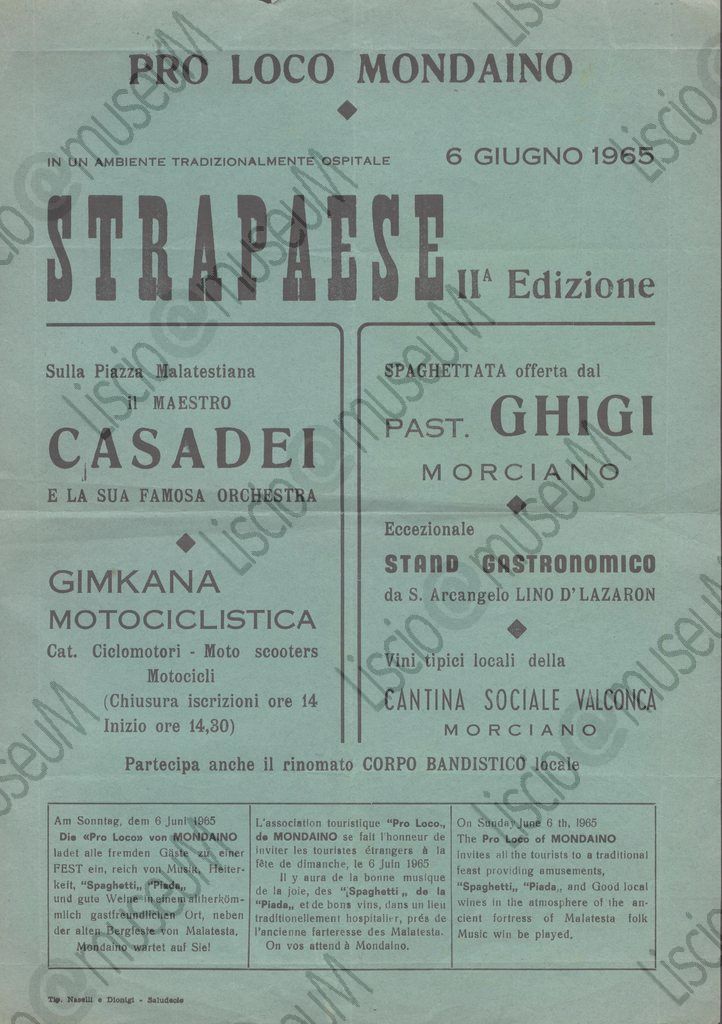 PRO LOCO MONDAINO
IN UN AMBIENTE TRADIZIONALMENTE OSPITALE
6 GIUGNO 1965
STRAPAESE
IIᴬ Edizione
Sulla Piazza Malatestiana
il MAESTRO
CASADEI
E LA SUA FAMOSA ORCHESTRA
GIMKANA
MOTOCICLISTICA
Cat. Ciclomotori - Moto scooters
Motocicli
(Chiusura iscrizioni ore 14
Inizio ore 14,30)
SPAGHETTATA offerta dal
PAST. GHIGI
MORCIANO
Eccezionale
STAND GASTRONOMICO
da S. Arcangelo LINO D'LAZARON
Vini tipici locali della
CANTINA SOCIALE VALCONCA
MORCIANO
Partecipa anche il rinomato CORPO BANDISTICO locale
Am Sonntag, dem 6 Juni 1965
Die «Pro Loco» von MONDAINO
ladet alle fremden Gäste zu einer
FEST ein, reich von Musik, Heiter-
keit, "Spaghetti,, "Piada,,
und gute Weine in einem altherköm-
mlich gastfreundlichen Ort, neben
der alten Bergfeste von Malatesta.
Mondaino wartet auf Sie!
L'association touristique "Pro Loco,,
de MONDAINO se fait l'honneur de
inviter les touristes étrangers à la
fête de dimanche, le 6 juin 1965
Il y aura de la bonne musique
de la joie, des "Spaghetti,, de la
"Piada,, et de bons vins, dans un lieu
traditionellement hospitalier, prés de
l'ancienne farteresse des Malatesta.
On vos attend à Mondaino.
On Sunday June 6 th, 1965
The Pro Loco of MONDAINO
invites all the tourists to a traditional
feast providing amusements,
"Spaghetti,, "Piada,, and Good local
wines in the atmosphere of the an-
cient fortress of Malatesta folk
Music win be played.
Tip. Naselli e Dionigi - Saludecio
Liscio@museuM